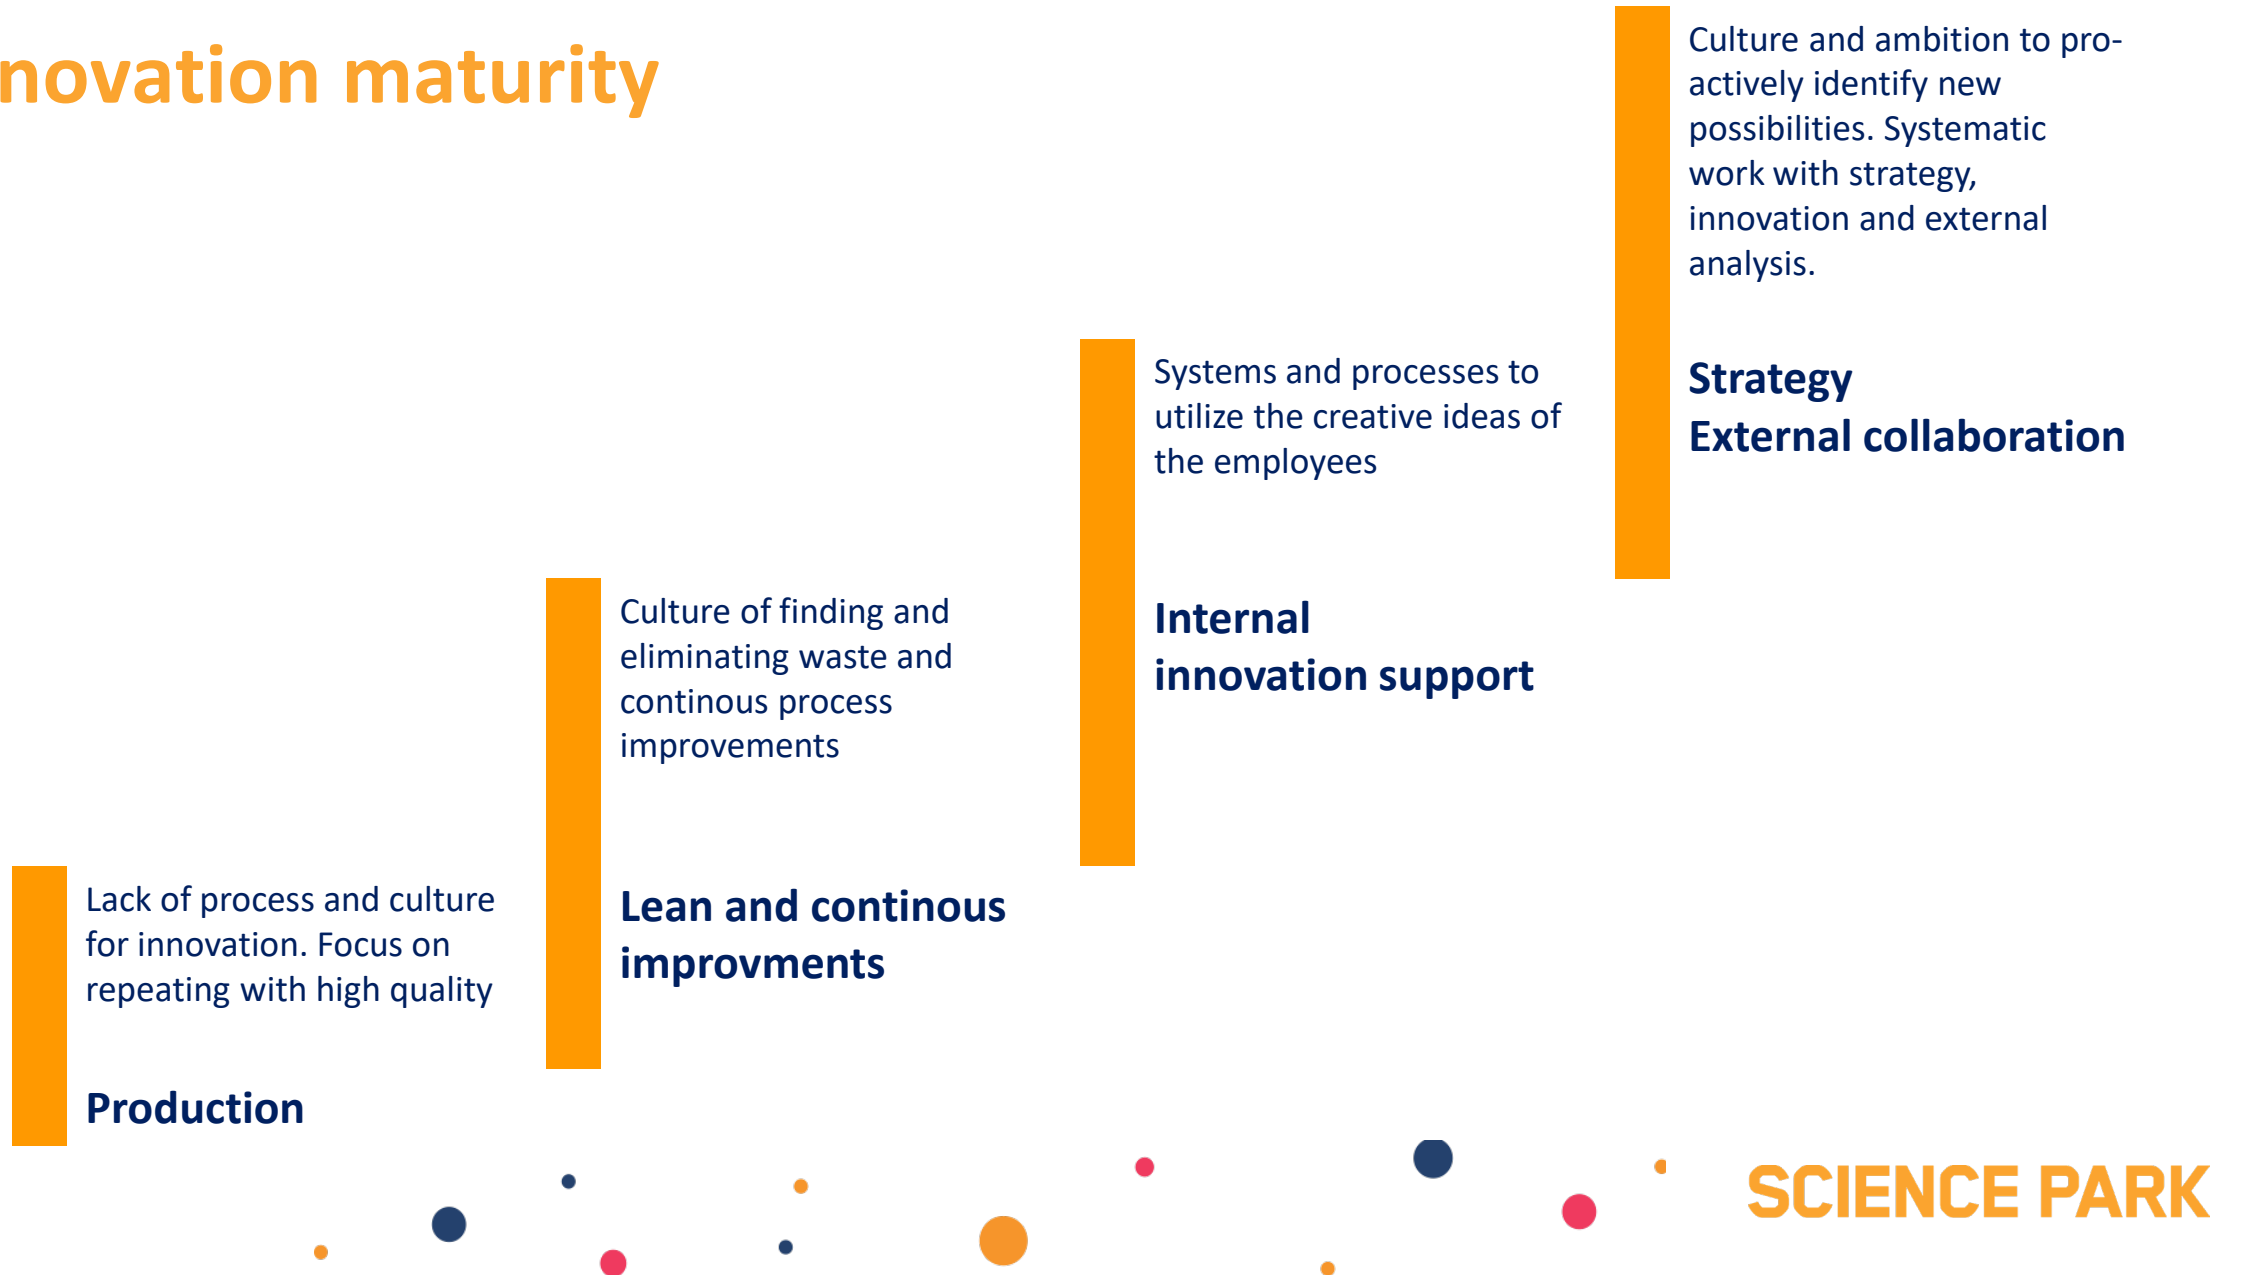 novation maturity
Culture and ambition to pro-
actively identify new
possibilities. Systematic
work with strategy,
innovation and external
analysis.
Strategy
External collaboration
Systems and processes to
utilize the creative ideas of
the employees
Internal
innovation support
Culture of finding and
eliminating waste and
continous process
improvements
Lean and continous
improvments
Lack of process and culture
for innovation. Focus on
repeating with high quality
Production
SCIENCE PARK